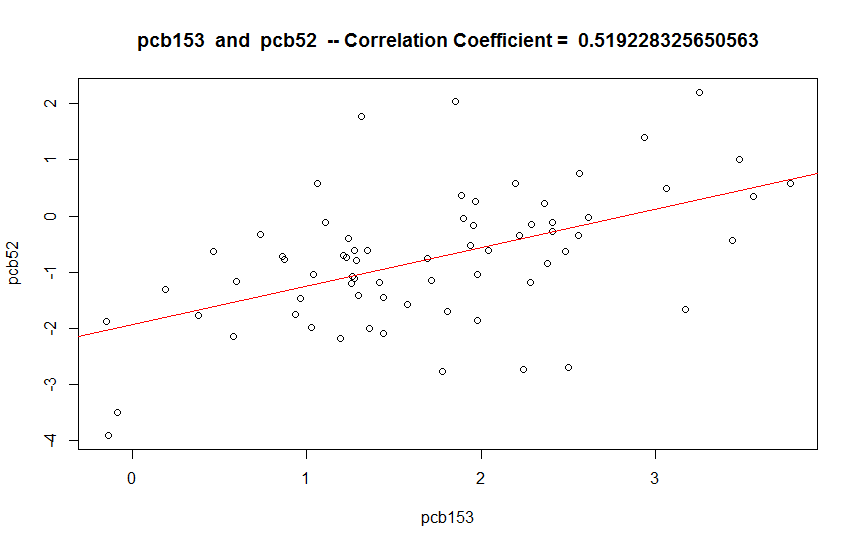 pcb153 and pcb52 -- Correlation Coefficient = 0.519228325650563
2
1
0
-1
-2
-3
-4
pcb52
0 1 2 3
pcb153